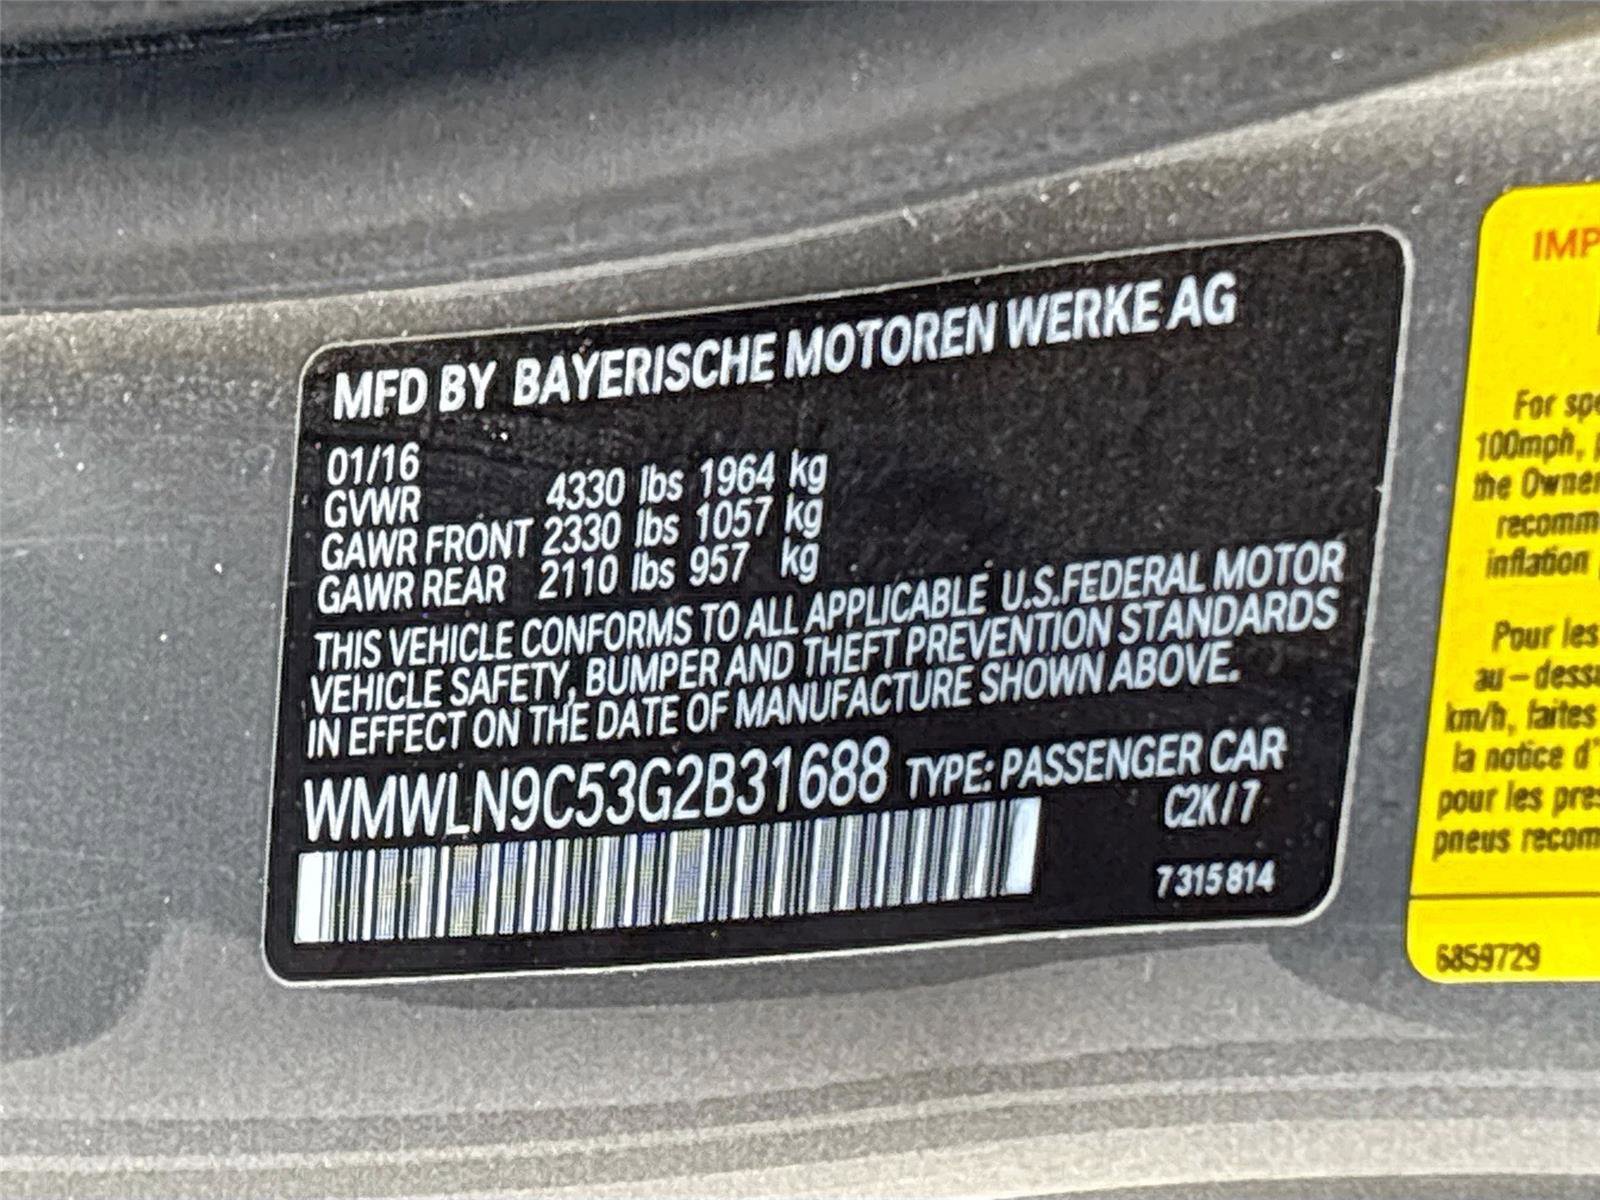 MFD BY BAYERISCHE MOTOREN WERKE AG
01/16
GVWR 4330 lbs 1964 kg
GAWR FRONT 2330 lbs 1057 kg
GAWR REAR 2110 lbs 957 kg
THIS VEHICLE CONFORMS TO ALL APPLICABLE U.S.FEDERAL MOTOR
VEHICLE SAFETY, BUMPER AND THEFT PREVENTION STANDARDS
IN EFFECT ON THE DATE OF MANUFACTURE SHOWN ABOVE.
WMWLN9C53G2B31688 TYPE: PASSENGER CAR
C2K/7
7315814
IMP
For spe
100mph,
the Owner
recomm
inflation
Pour les
au-dess
km/h, faites
la notice d'
pour les pre
pneus recom
6859729